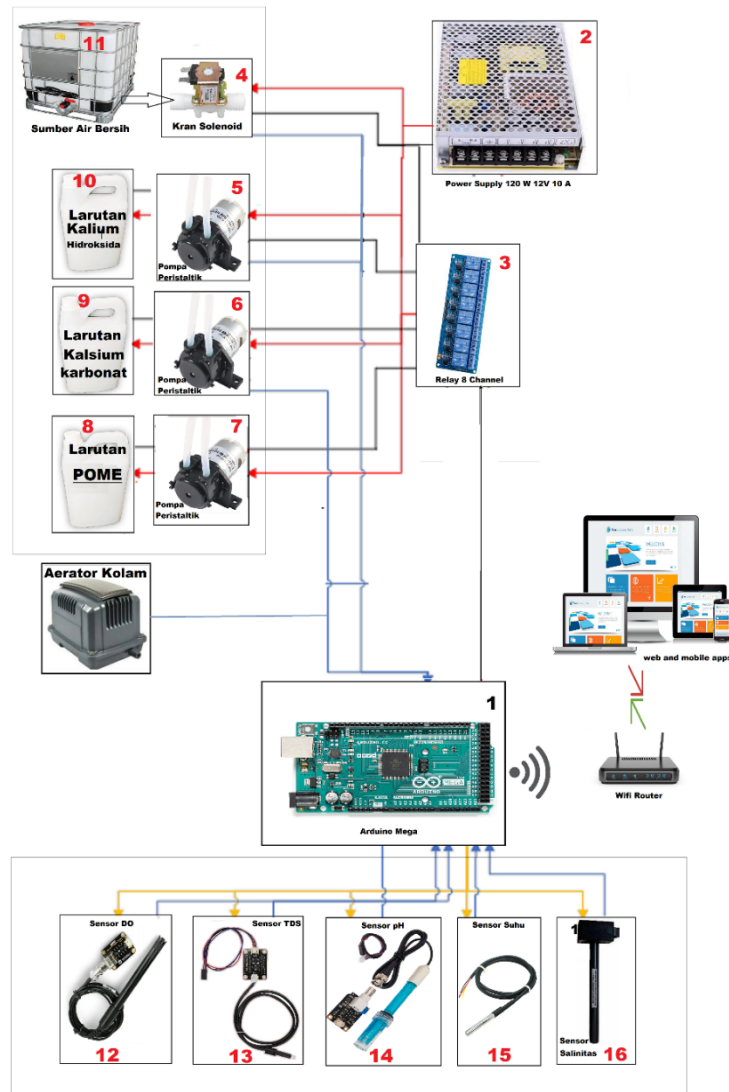 11
Sumber Air Bersih
4
Kran Solenoid
2
Power Supply 120 W 12V 10 A
10
Larutan
Kalium
Hidroksida
5
Pompa
Peristaltik
3
Relay 8 Channel
9
Larutan
Kalsium
karbonat
6
Pompa
Peristaltik
8
Larutan
POME
7
Pompa
Peristaltik
Aerator Kolam
web and mobile apps
1
ARDUINO
MEGA
Arduino Mega
Wifi Router
Sensor DO
12
Sensor TDS
13
Sensor pH
14
Sensor Suhu
15
Sensor
Salinitas
16